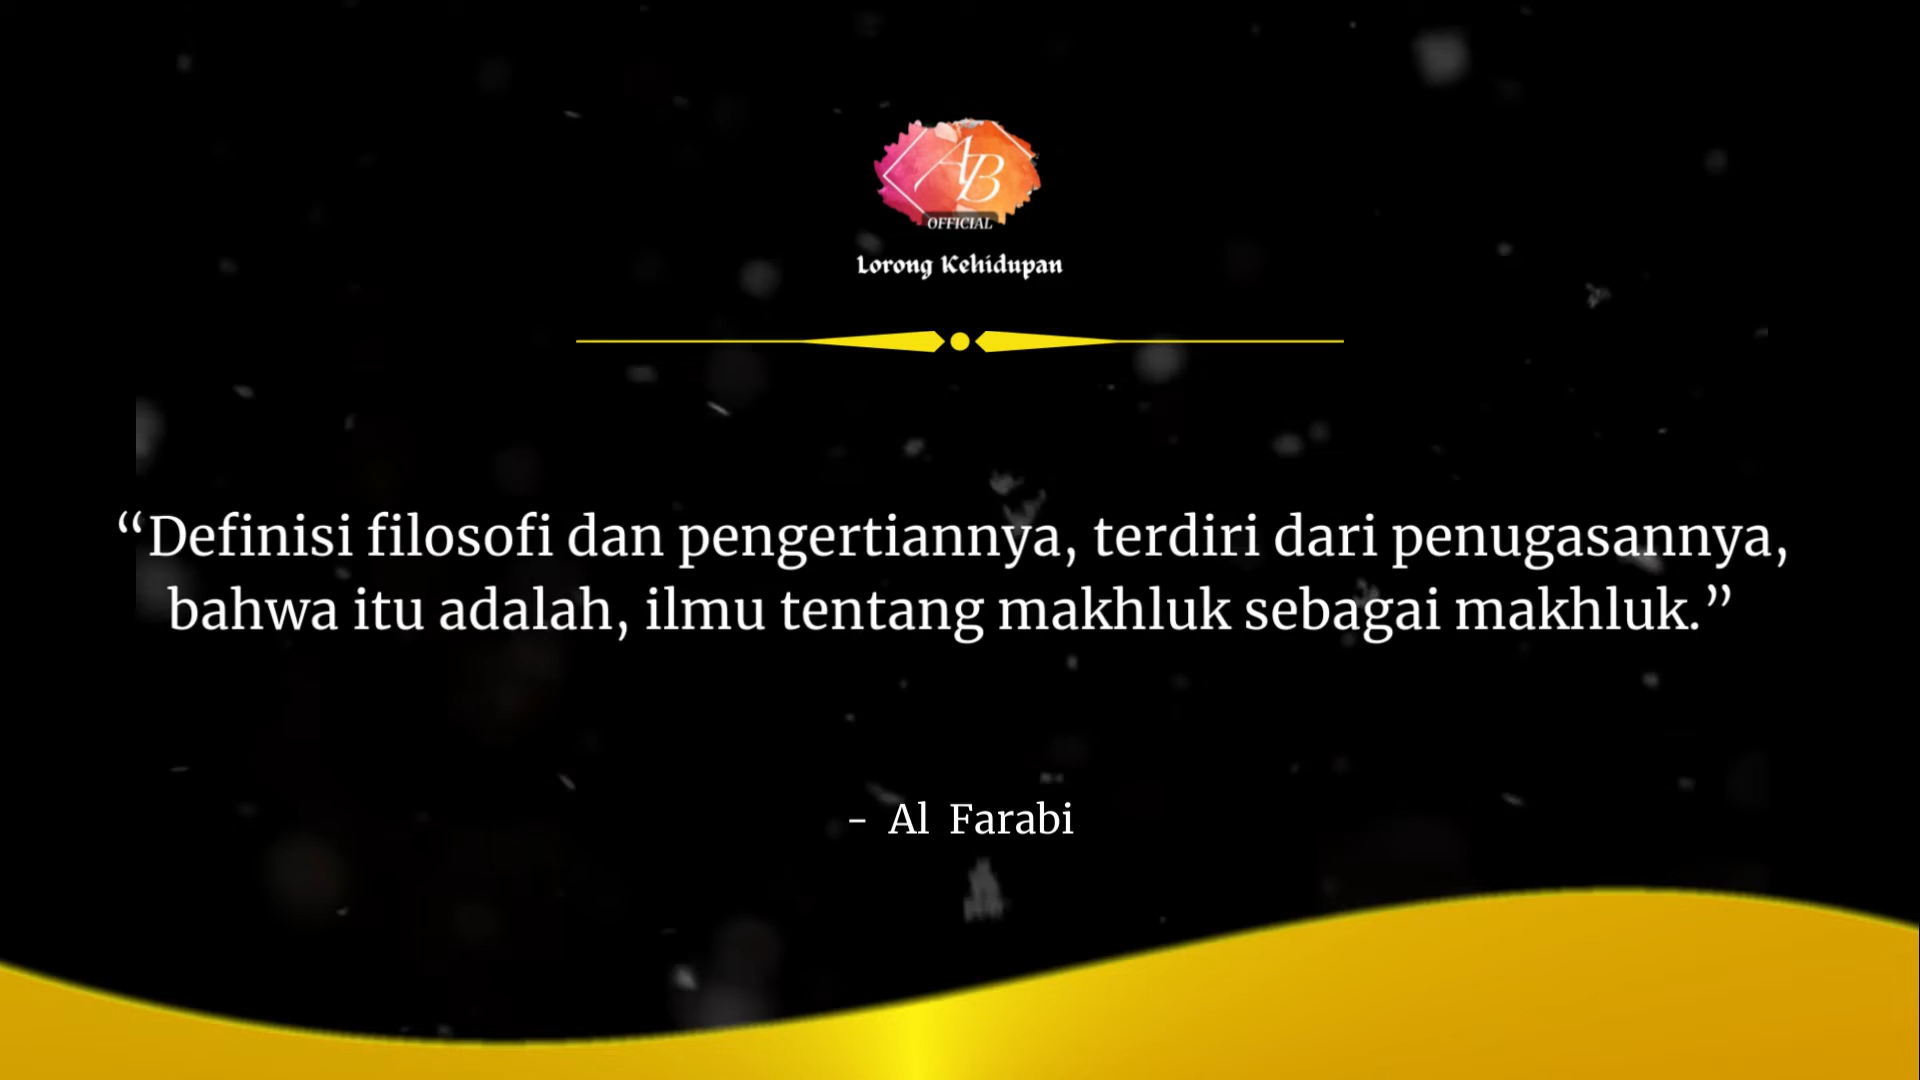 AB
OFFICIAL
Lorong Kehidupan
“Definisi filosofi dan pengertiannya, terdiri dari penugasannya,
bahwa itu adalah, ilmu tentang makhluk sebagai makhluk.”
- Al Farabi